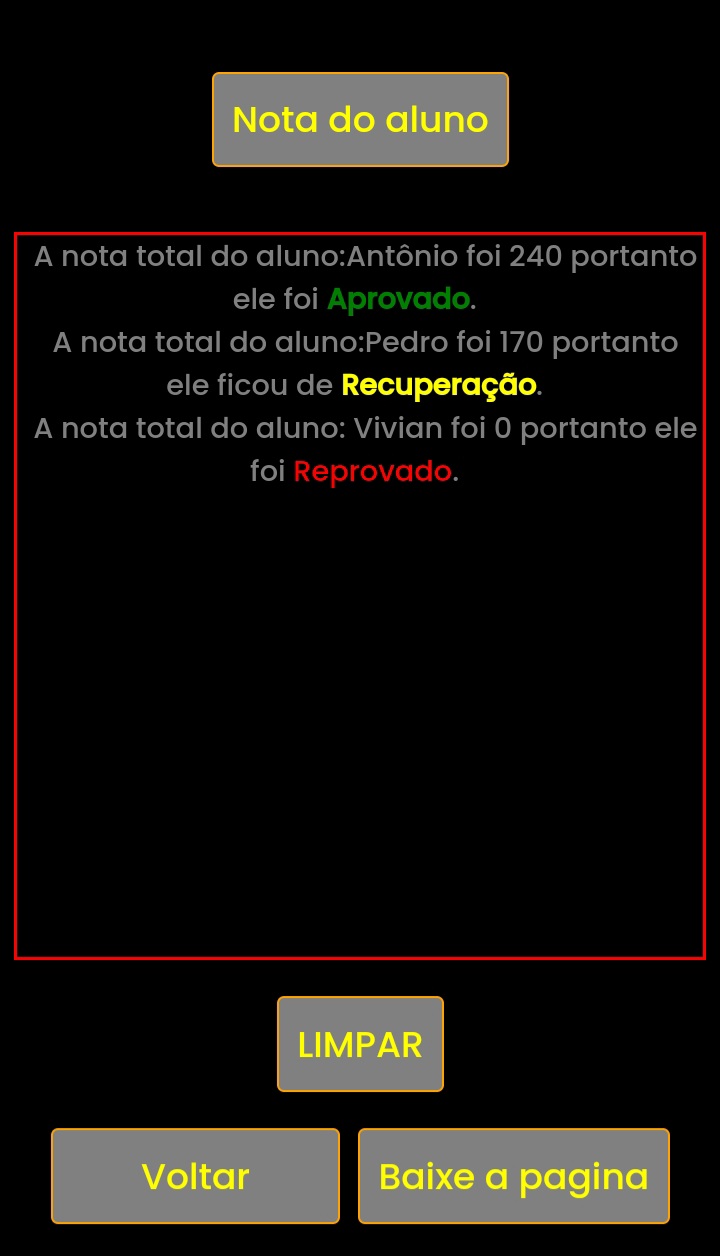 Nota do aluno
A nota total do aluno:Antônio foi 240 portanto
ele foi Aprovado.
A nota total do aluno:Pedro foi 170 portanto
ele ficou de Recuperação.
A nota total do aluno: Vivian foi 0 portanto ele
foi Reprovado.
LIMPAR
Voltar
Baixe a pagina